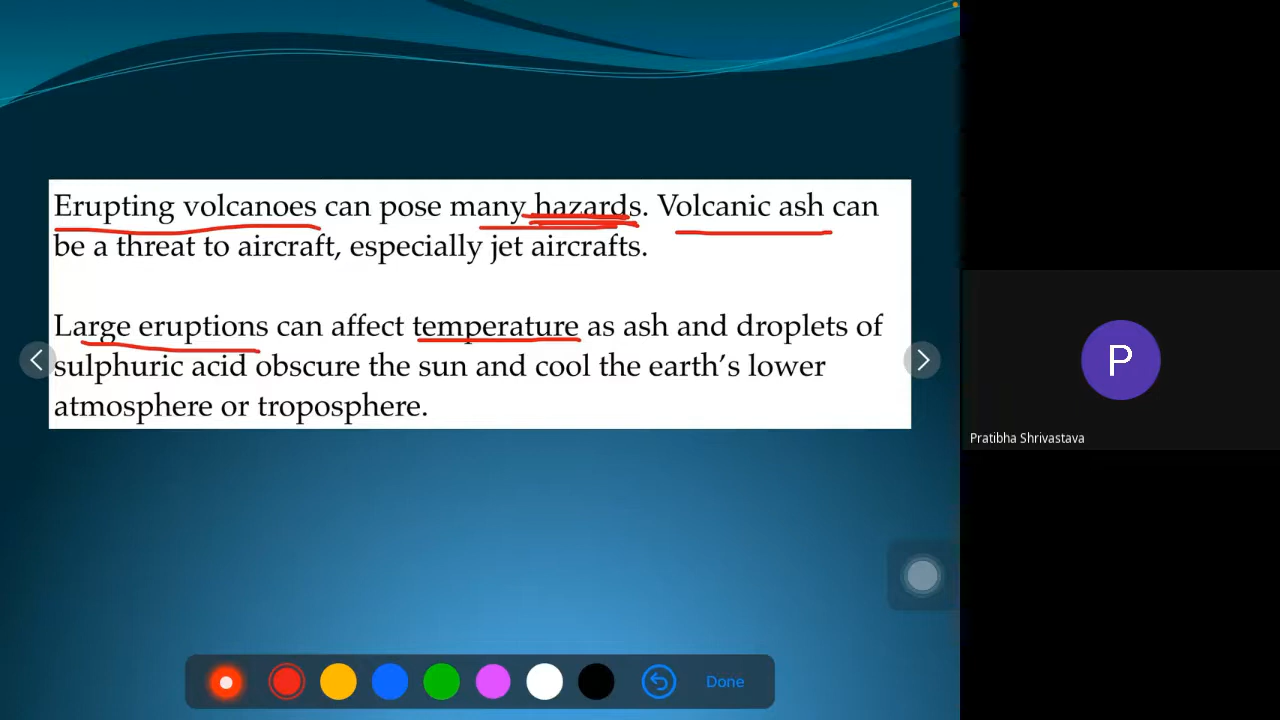 Erupting volcanoes can pose many hazards. Volcanic ash can
be a threat to aircraft, especially jet aircrafts.
Large eruptions can affect temperature as ash and droplets of
sulphuric acid obscure the sun and cool the earth's lower
atmosphere or troposphere.
P
Pratibha Shrivastava
Done